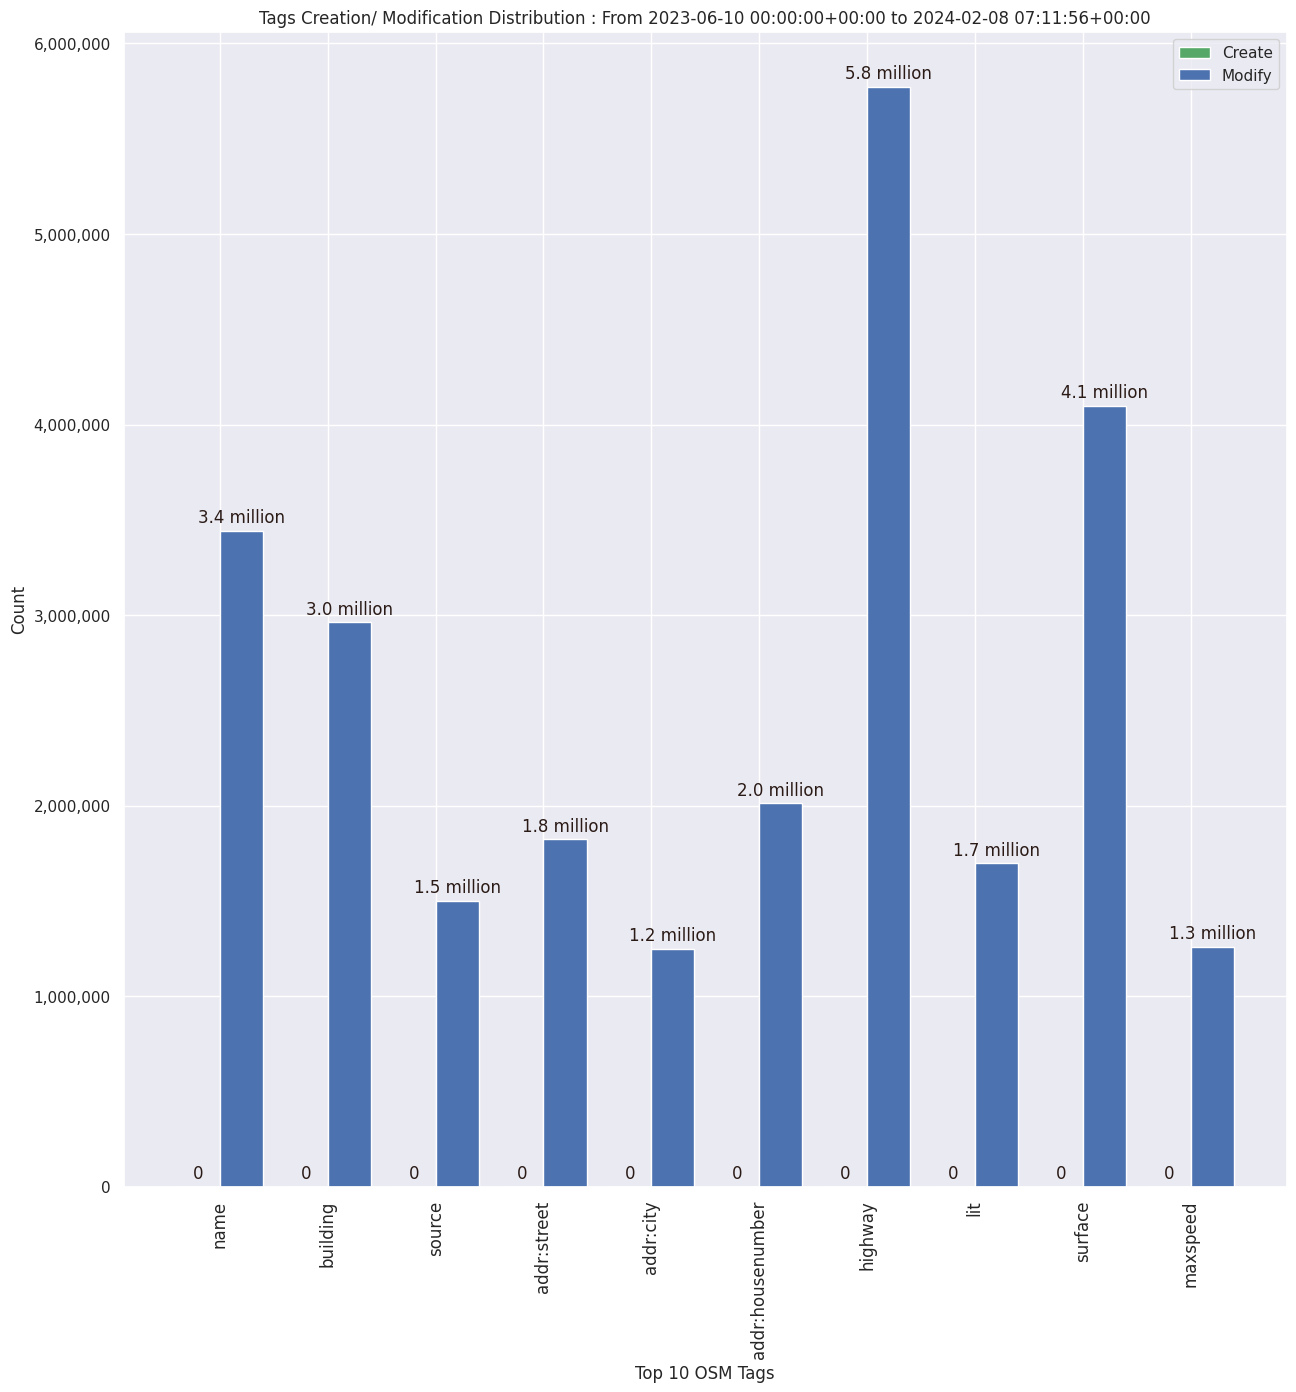 Tags Creation/ Modification Distribution : From 2023-06-10 00:00:00+00:00 to 2024-02-08 07:11:56+00:00
Create
Modify
6,000,000
5,000,000
4,000,000
3,000,000
2,000,000
1,000,000
0
Count
3.4 million
3.0 million
1.5 million
1.8 million
1.2 million
2.0 million
5.8 million
1.7 million
4.1 million
1.3 million
0
0
0
0
0
0
0
0
0
0
name
building
source
addr:street
addr:city
addr:housenumber
highway
lit
surface
maxspeed
Top 10 OSM Tags